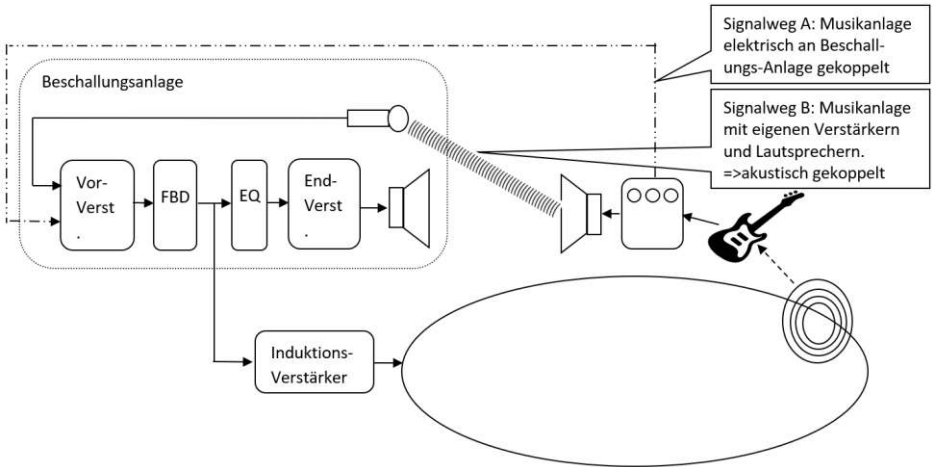 Signalweg A: Musikanlage
elektrisch an Beschall-
ungs-Anlage gekoppelt
Beschallungsanlage
Signalweg B: Musikanlage
mit eigenen Verstärkern
und Lautsprechern.
=>akustisch gekoppelt
Vor-
Verst
.
FBD
EQ
End-
Verst
.
Induktions-
Verstärker